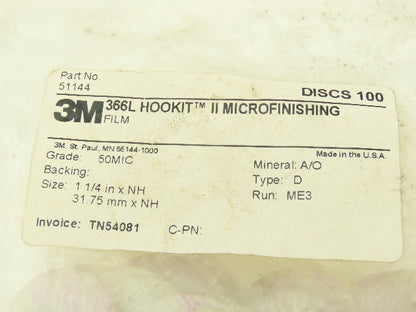 Part No.
51144
DISCS 100
3M 366L HOOKIT™ II MICROFINISHING
FILM
3M, St. Paul, MN 55144-1000
Made in the U.S.A.
Grade: 50MIC
Mineral: A/O
Backing:
Type: D
Size: 1 1/4 in x NH
Run: ME3
31.75 mm x NH
Invoice: TN54081
C-PN: